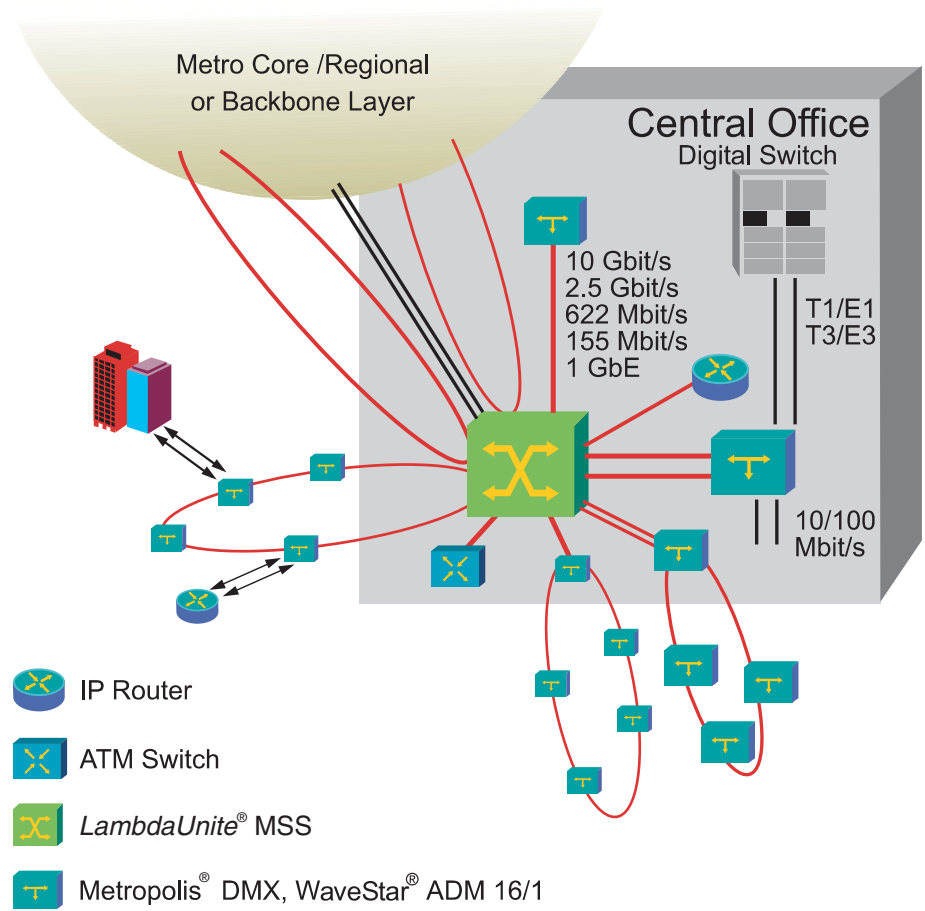 Metro Core /Regional
or Backbone Layer
Central Office
Digital Switch
10 Gbit/s
2.5 Gbit/s
622 Mbit/s
155 Mbit/s
1 GbE
T1/E1
T3/E3
10/100
Mbit/s
IP Router
ATM Switch
LambdaUnite® MSS
Metropolis® DMX, WaveStar® ADM 16/1